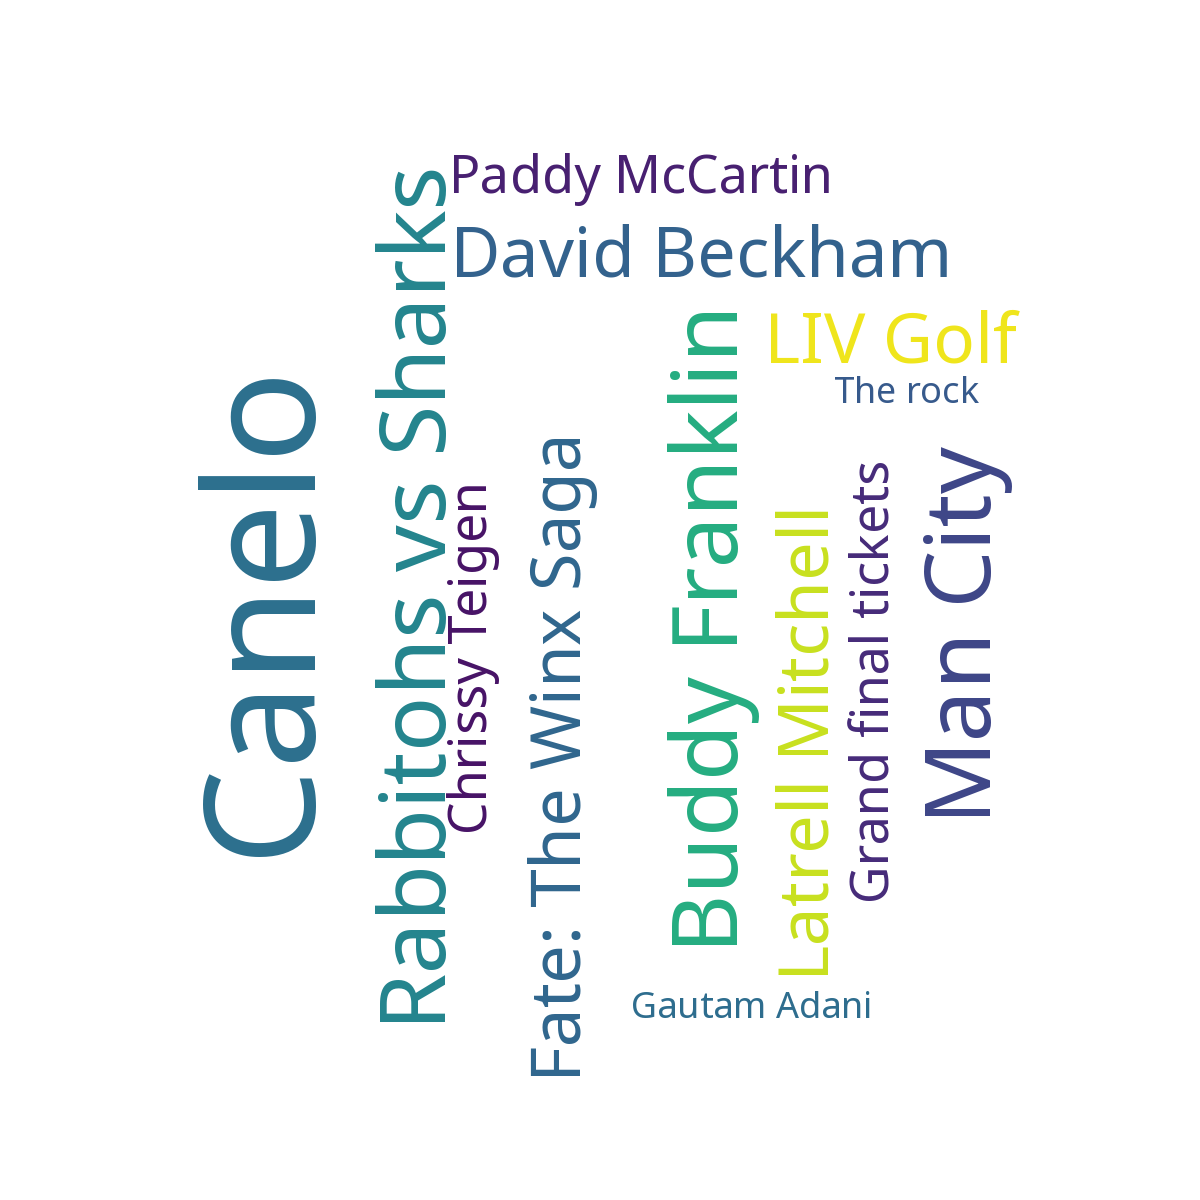 Canelo
Rabbitohs vs Sharks
Paddy McCartin
David Beckham
Chrissy Teigen
Fate: The Winx Saga
Buddy Franklin
LIV Golf
The rock
Latrell Mitchell
Grand final tickets
Man City
Gautam Adani